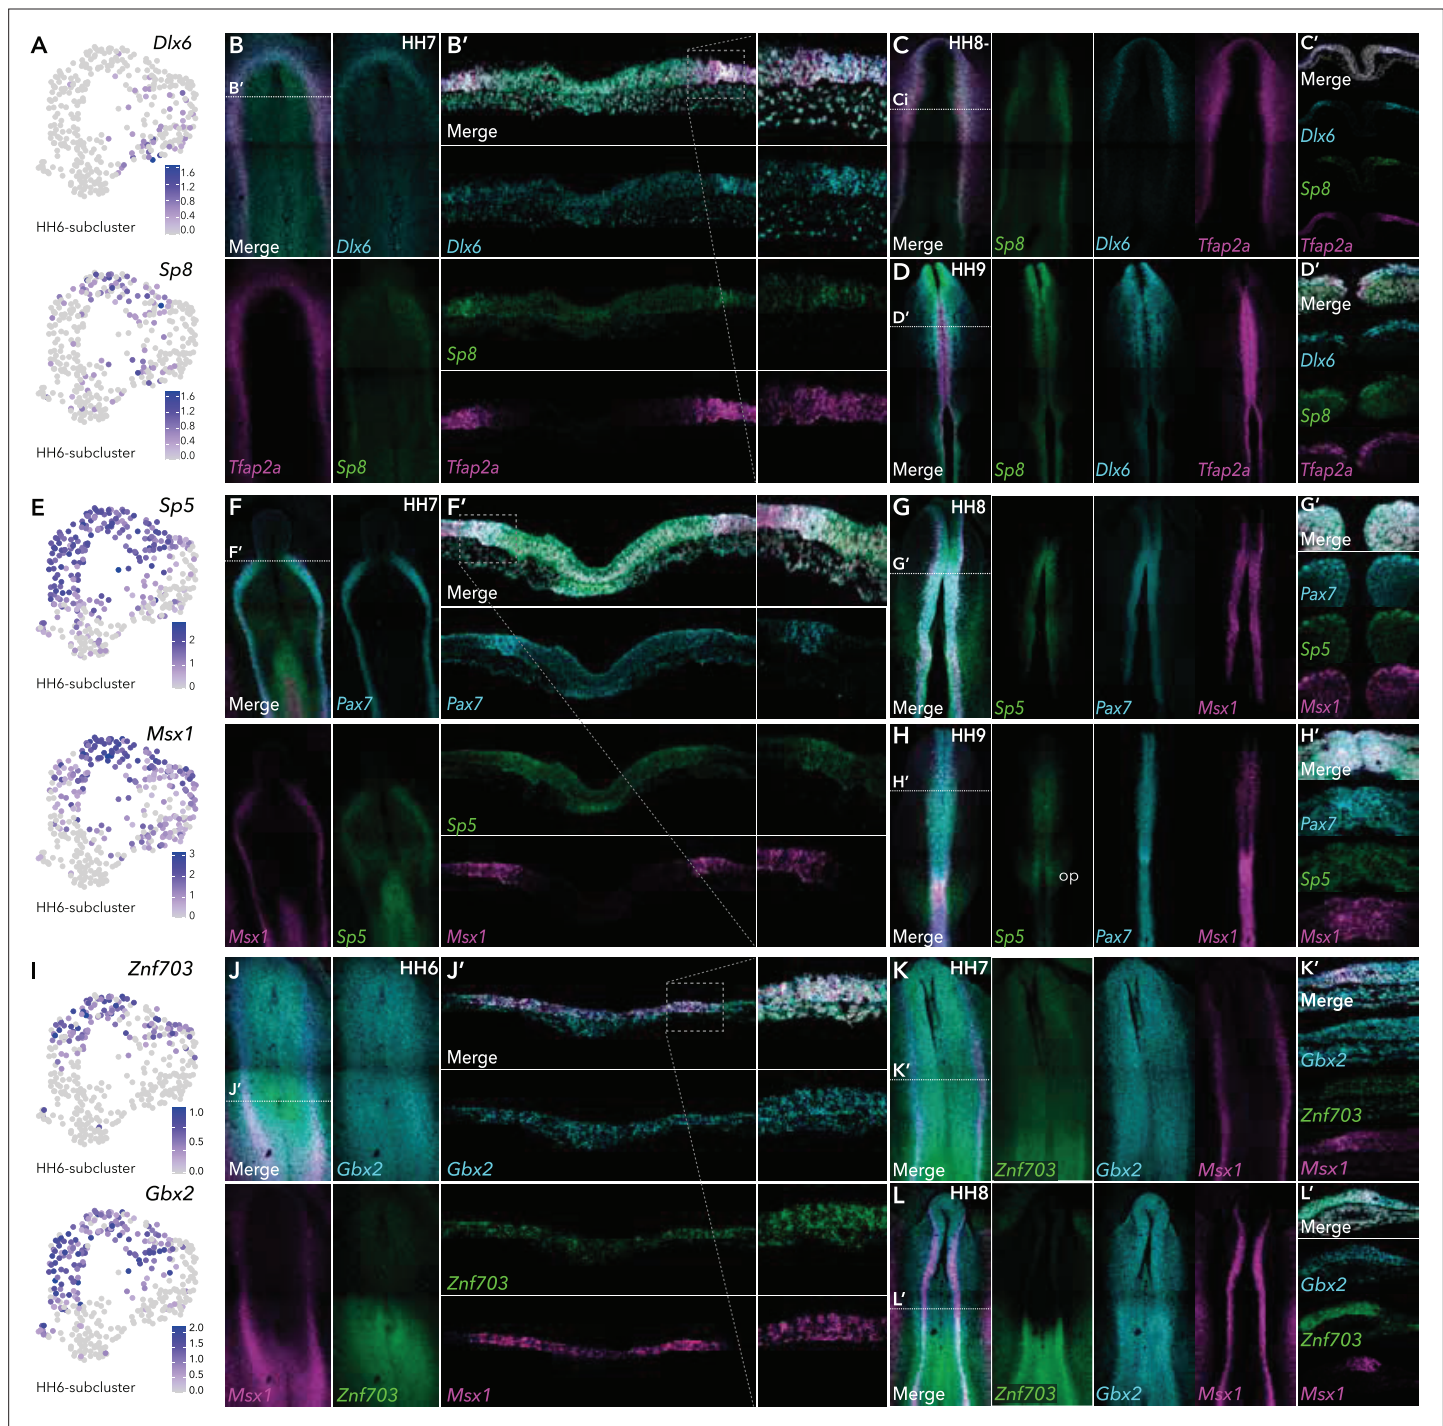 A
Dlx6
1.6
1.2
0.8
0.4
0.0
HH6-subcluster
Sp8
1.6
1.2
0.8
0.4
0.0
HH6-subcluster
B
HH7
B′
Merge
Dlx6
Tfap2a
Sp8
B′
Merge
Dlx6
Sp8
Tfap2a
C
HH8-
Ci
Merge
Sp8
Dlx6
Tfap2a
C′
Merge
Dlx6
Sp8
Tfap2a
D
HH9
D′
Merge
Sp8
Dlx6
Tfap2a
D′
Merge
Dlx6
Sp8
Tfap2a
E
Sp5
2
1
0
HH6-subcluster
Msx1
3
2
1
0
HH6-subcluster
F
HH7
F′
Merge
Pax7
Msx1
Sp5
F′
Merge
Pax7
Sp5
Msx1
G
HH8
G′
Merge
Sp5
Pax7
Msx1
G′
Merge
Pax7
Sp5
Msx1
H
HH9
H′
op
Merge
Sp5
Pax7
Msx1
H′
Merge
Pax7
Sp5
Msx1
I
Znf703
1.0
0.5
0.0
HH6-subcluster
Gbx2
2.0
1.5
1.0
0.5
0.0
HH6-subcluster
J
HH6
J′
Merge
Gbx2
Msx1
Znf703
J′
Merge
Gbx2
Znf703
Msx1
K
HH7
K′
Merge
Znf703
Gbx2
Msx1
K′
Merge
Gbx2
Znf703
Msx1
L
HH8
L′
Merge
Znf703
Gbx2
Msx1
L′
Merge
Gbx2
Znf703
Msx1